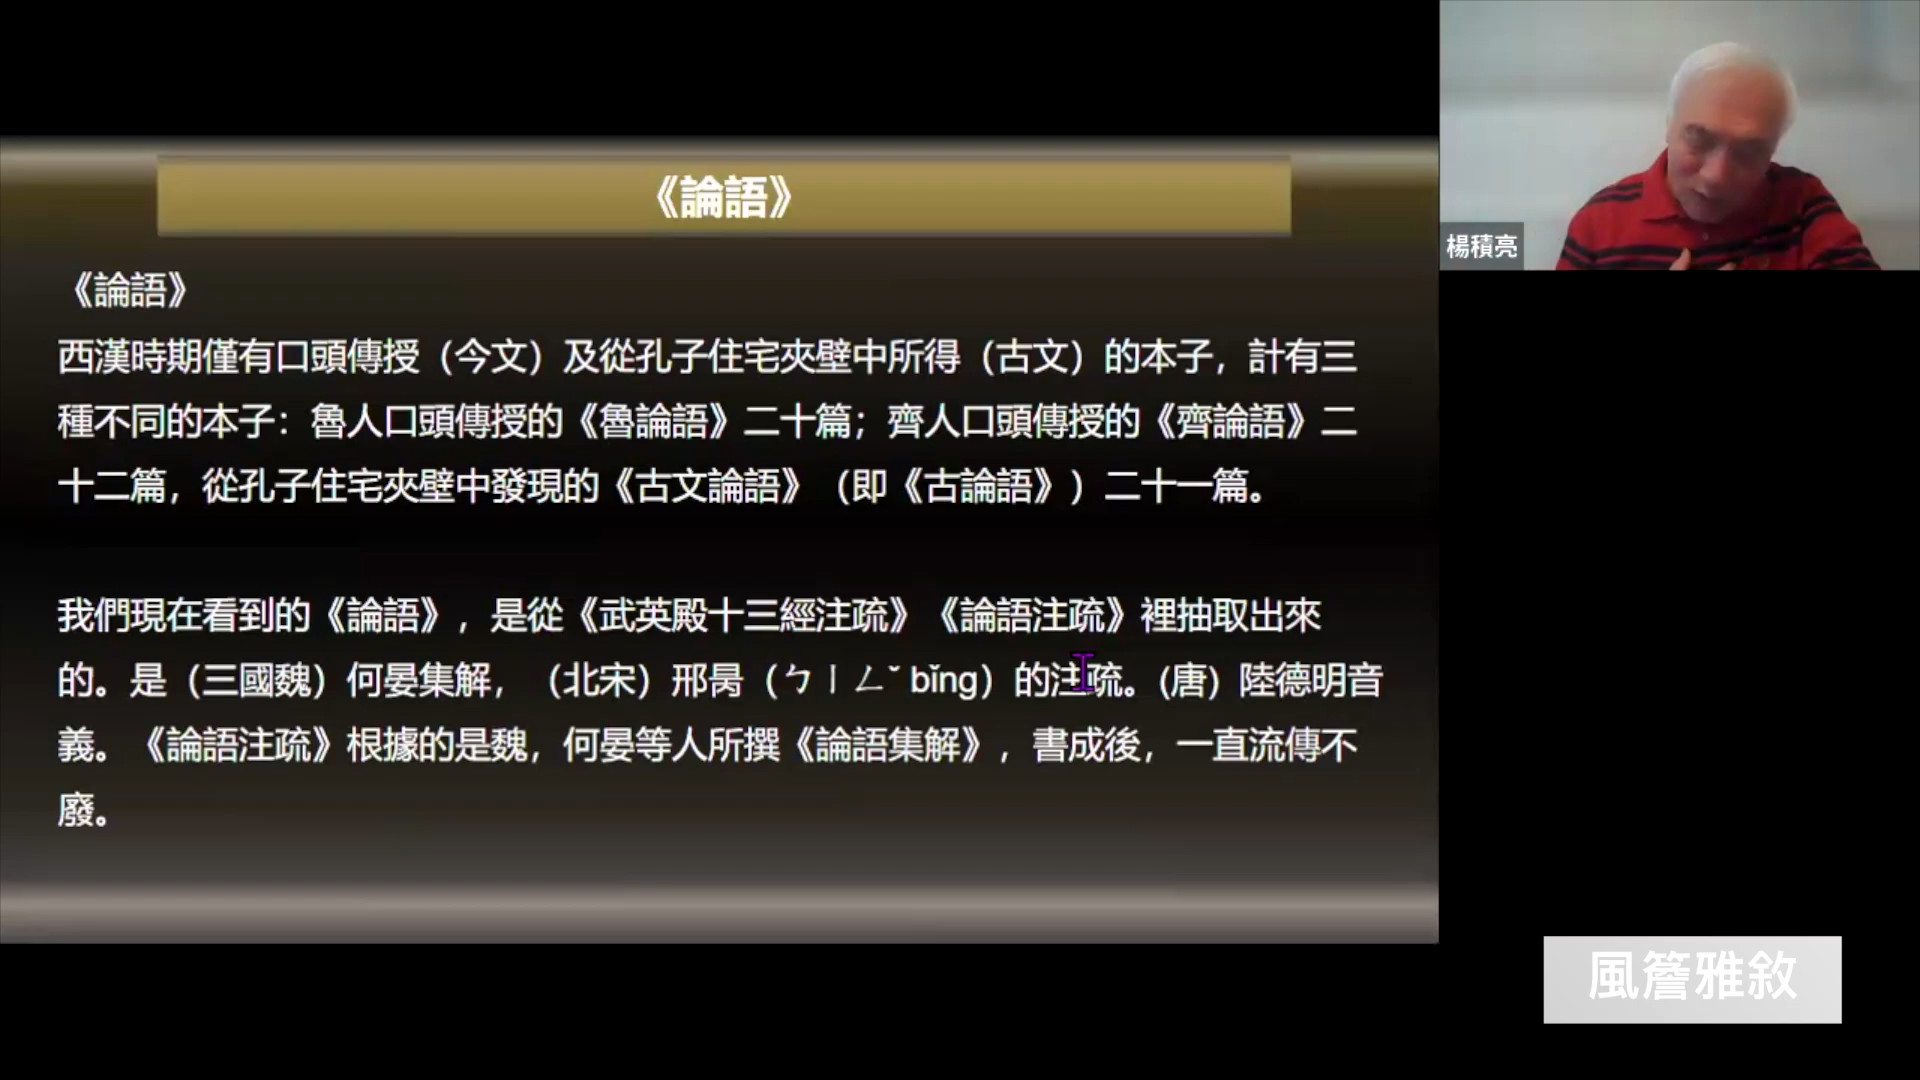 《論語》
《論語》
西漢時期僅有口頭傳授（今文）及從孔子住宅夾壁中所得（古文）的本子，計有三
種不同的本子：魯人口頭傳授的《魯論語》二十篇；齊人口頭傳授的《齊論語》二
十二篇，從孔子住宅夾壁中發現的《古文論語》（即《古論語》）二十一篇。
我們現在看到的《論語》，是從《武英殿十三經注疏》《論語注疏》裡抽取出來
的。是（三國魏）何晏集解，（北宋）邢昺（ㄅㄧㄥˇ bǐng）的注疏。(唐）陸德明音
義。《論語注疏》根據的是魏，何晏等人所撰《論語集解》，書成後，一直流傳不
廢。
楊積亮
風簷雅敘